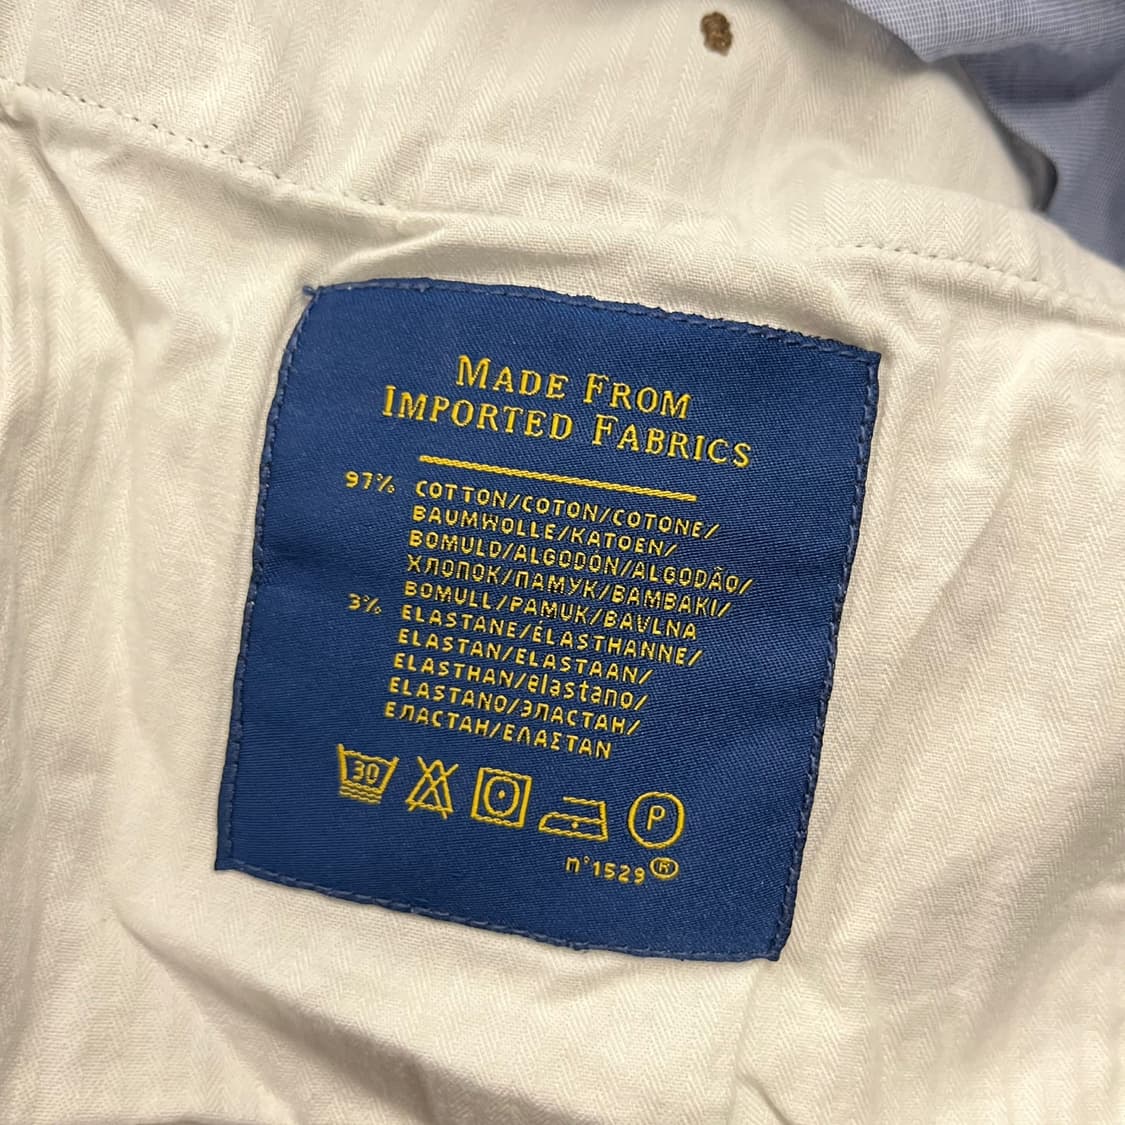 MADE FROM
IMPORTED FABRICS
97% COTTON/COTON/COTONE/
BAUMWOLLE/KATOEN/
BOMULD/ALGODÓN/ALGODÃO/
ХЛОПОК/ПАМУК/BAMBAKI/
BOMULL/PAMUK/BAVLNA
3% ELASTANE/ÉLASTHANNE/
ELASTAN/ELASTAAN/
ELASTHAN/elastano/
ELASTANO/ЭЛАСТАН/
ЕЛАСТАН/ΕΛΑΣΤΑΝ
30
P
n°1529 ®